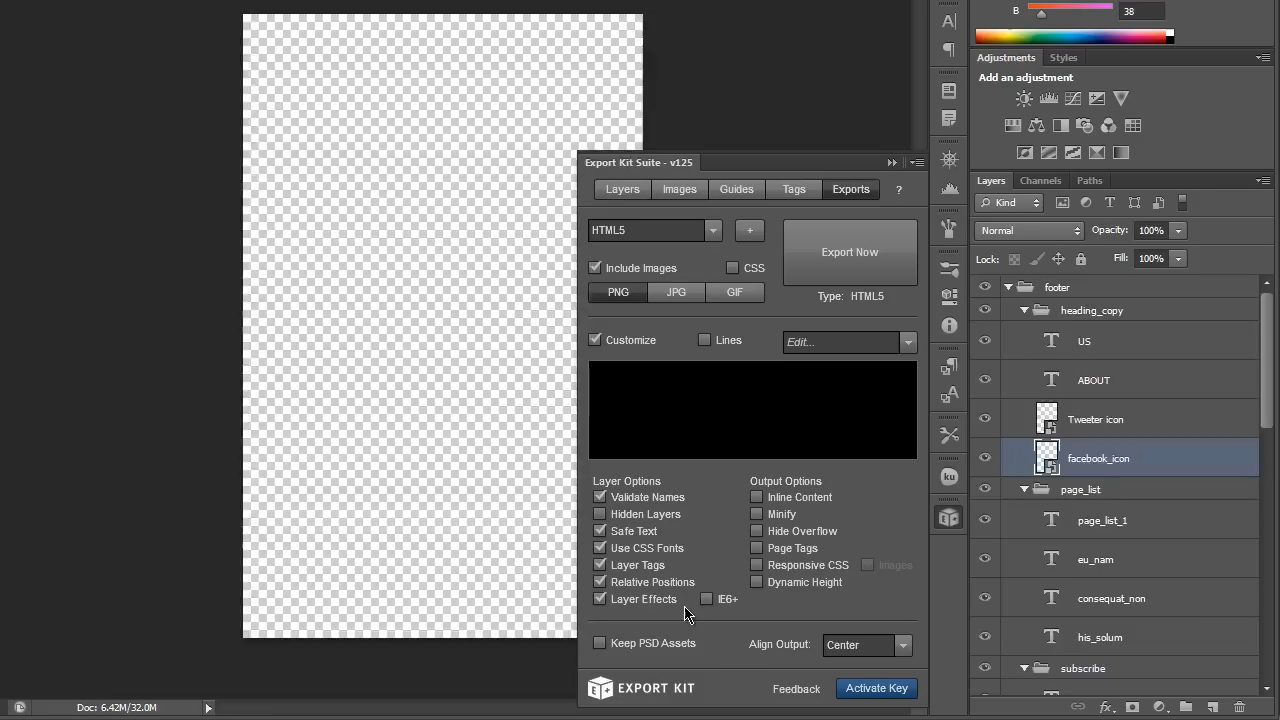 B 38
Adjustments Styles
Add an adjustment
Export Kit Suite - v125
Layers Images Guides Tags Exports ?
HTML5 +
Export Now
Include Images CSS
PNG JPG GIF
Type: HTML5
Customize Lines Edit...
Layer Options Output Options
Validate Names Inline Content
Hidden Layers Minify
Safe Text Hide Overflow
Use CSS Fonts Page Tags
Layer Tags Responsive CSS Images
Relative Positions Dynamic Height
Layer Effects IE6+
Keep PSD Assets Align Output: Center
EXPORT KIT Feedback Activate Key
Layers Channels Paths
Kind
Normal Opacity: 100%
Lock: Fill: 100%
footer
heading_copy
US
ABOUT
Tweeter icon
facebook_icon
page_list
page_list_1
eu_nam
consequat_non
his_solum
subscribe
ku
fx
Doc: 6.42M/32.0M